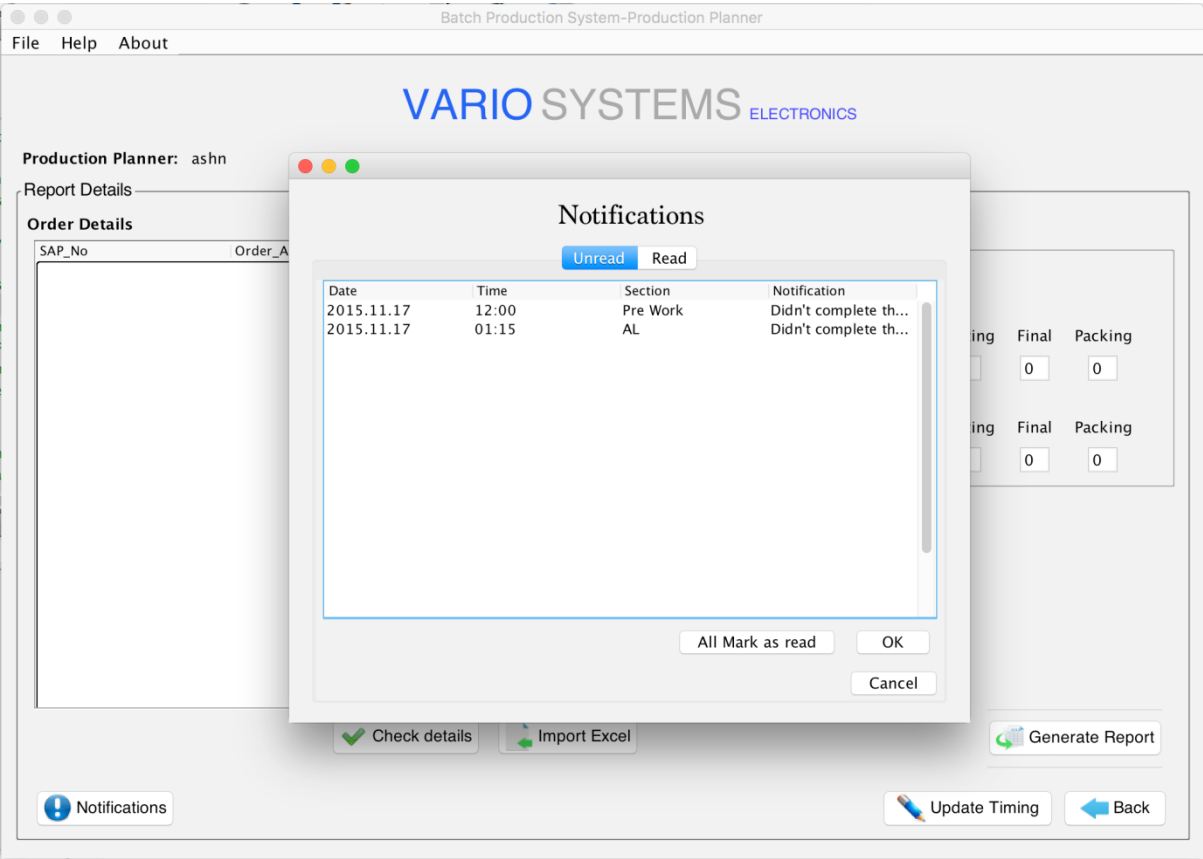 Batch Production System-Production Planner
File Help About
VARIO SYSTEMS ELECTRONICS
Production Planner: ashn
Report Details
Order Details
SAP_No Order_A
Notifications
Unread Read
Date Time Section Notification
2015.11.17 12:00 Pre Work Didn't complete th...
2015.11.17 01:15 AL Didn't complete th...
ing Final Packing
0 0
ing Final Packing
0 0
All Mark as read OK
Cancel
Check details Import Excel Generate Report
Notifications Update Timing Back